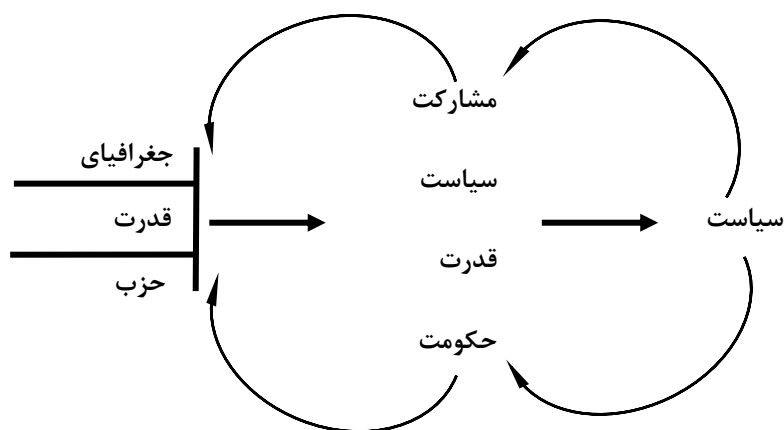 مشارکت
سیاست
قدرت
حکومت
سیاست
جغرافیای
قدرت
حزب